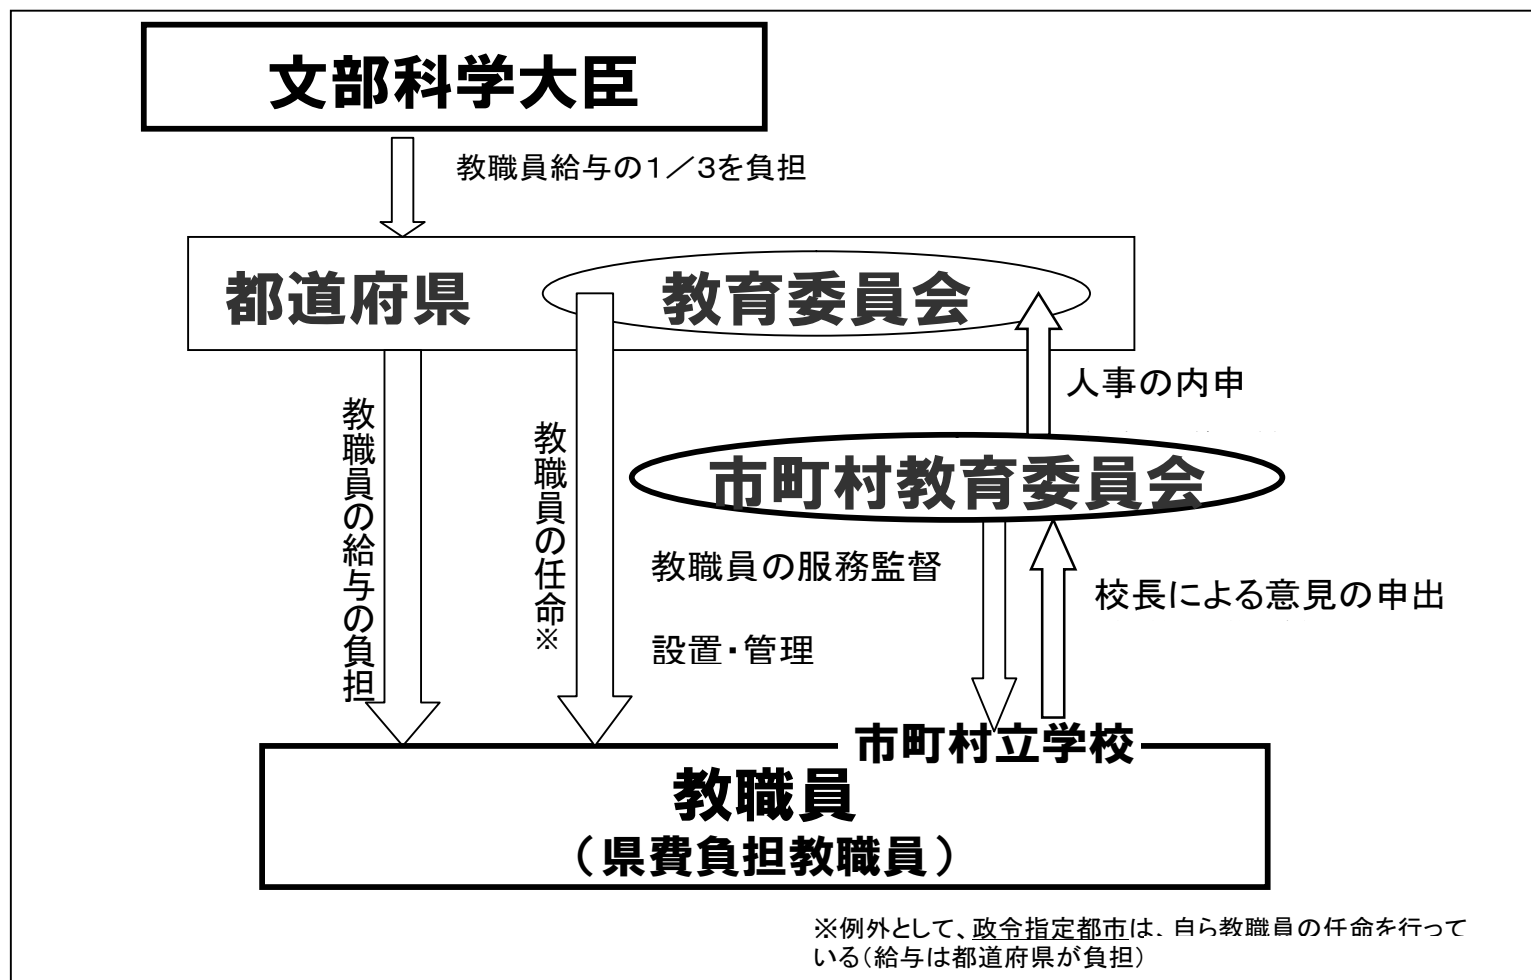 文部科学大臣
教職員給与の1／3を負担
都道府県
教育委員会
人事の内申
教職員の給与の負担
教職員の任命※
市町村教育委員会
教職員の服務監督
設置・管理
校長による意見の申出
市町村立学校
教職員
（県費負担教職員）
※例外として、政令指定都市は、自ら教職員の任命を行って
いる（給与は都道府県が負担）